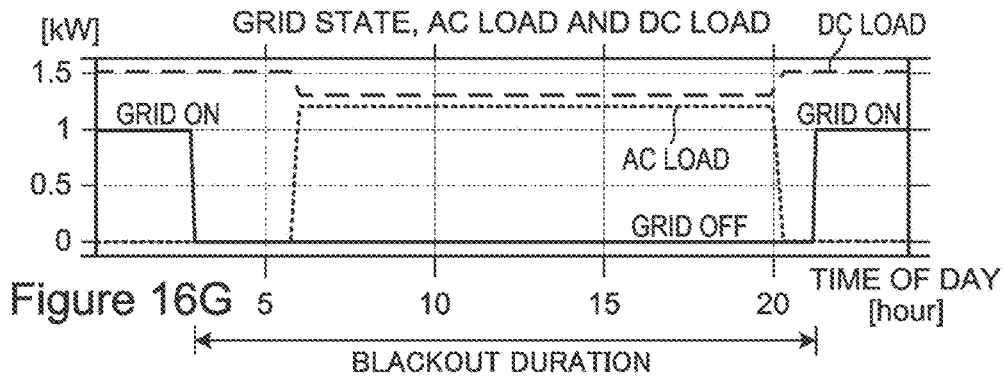 GRID STATE, AC LOAD AND DC LOAD
[kW]
DC LOAD
1.5
GRID ON
GRID ON
1
AC LOAD
0.5
GRID OFF
0
Figure 16G
5 10 15 20
TIME OF DAY
[hour]
BLACKOUT DURATION